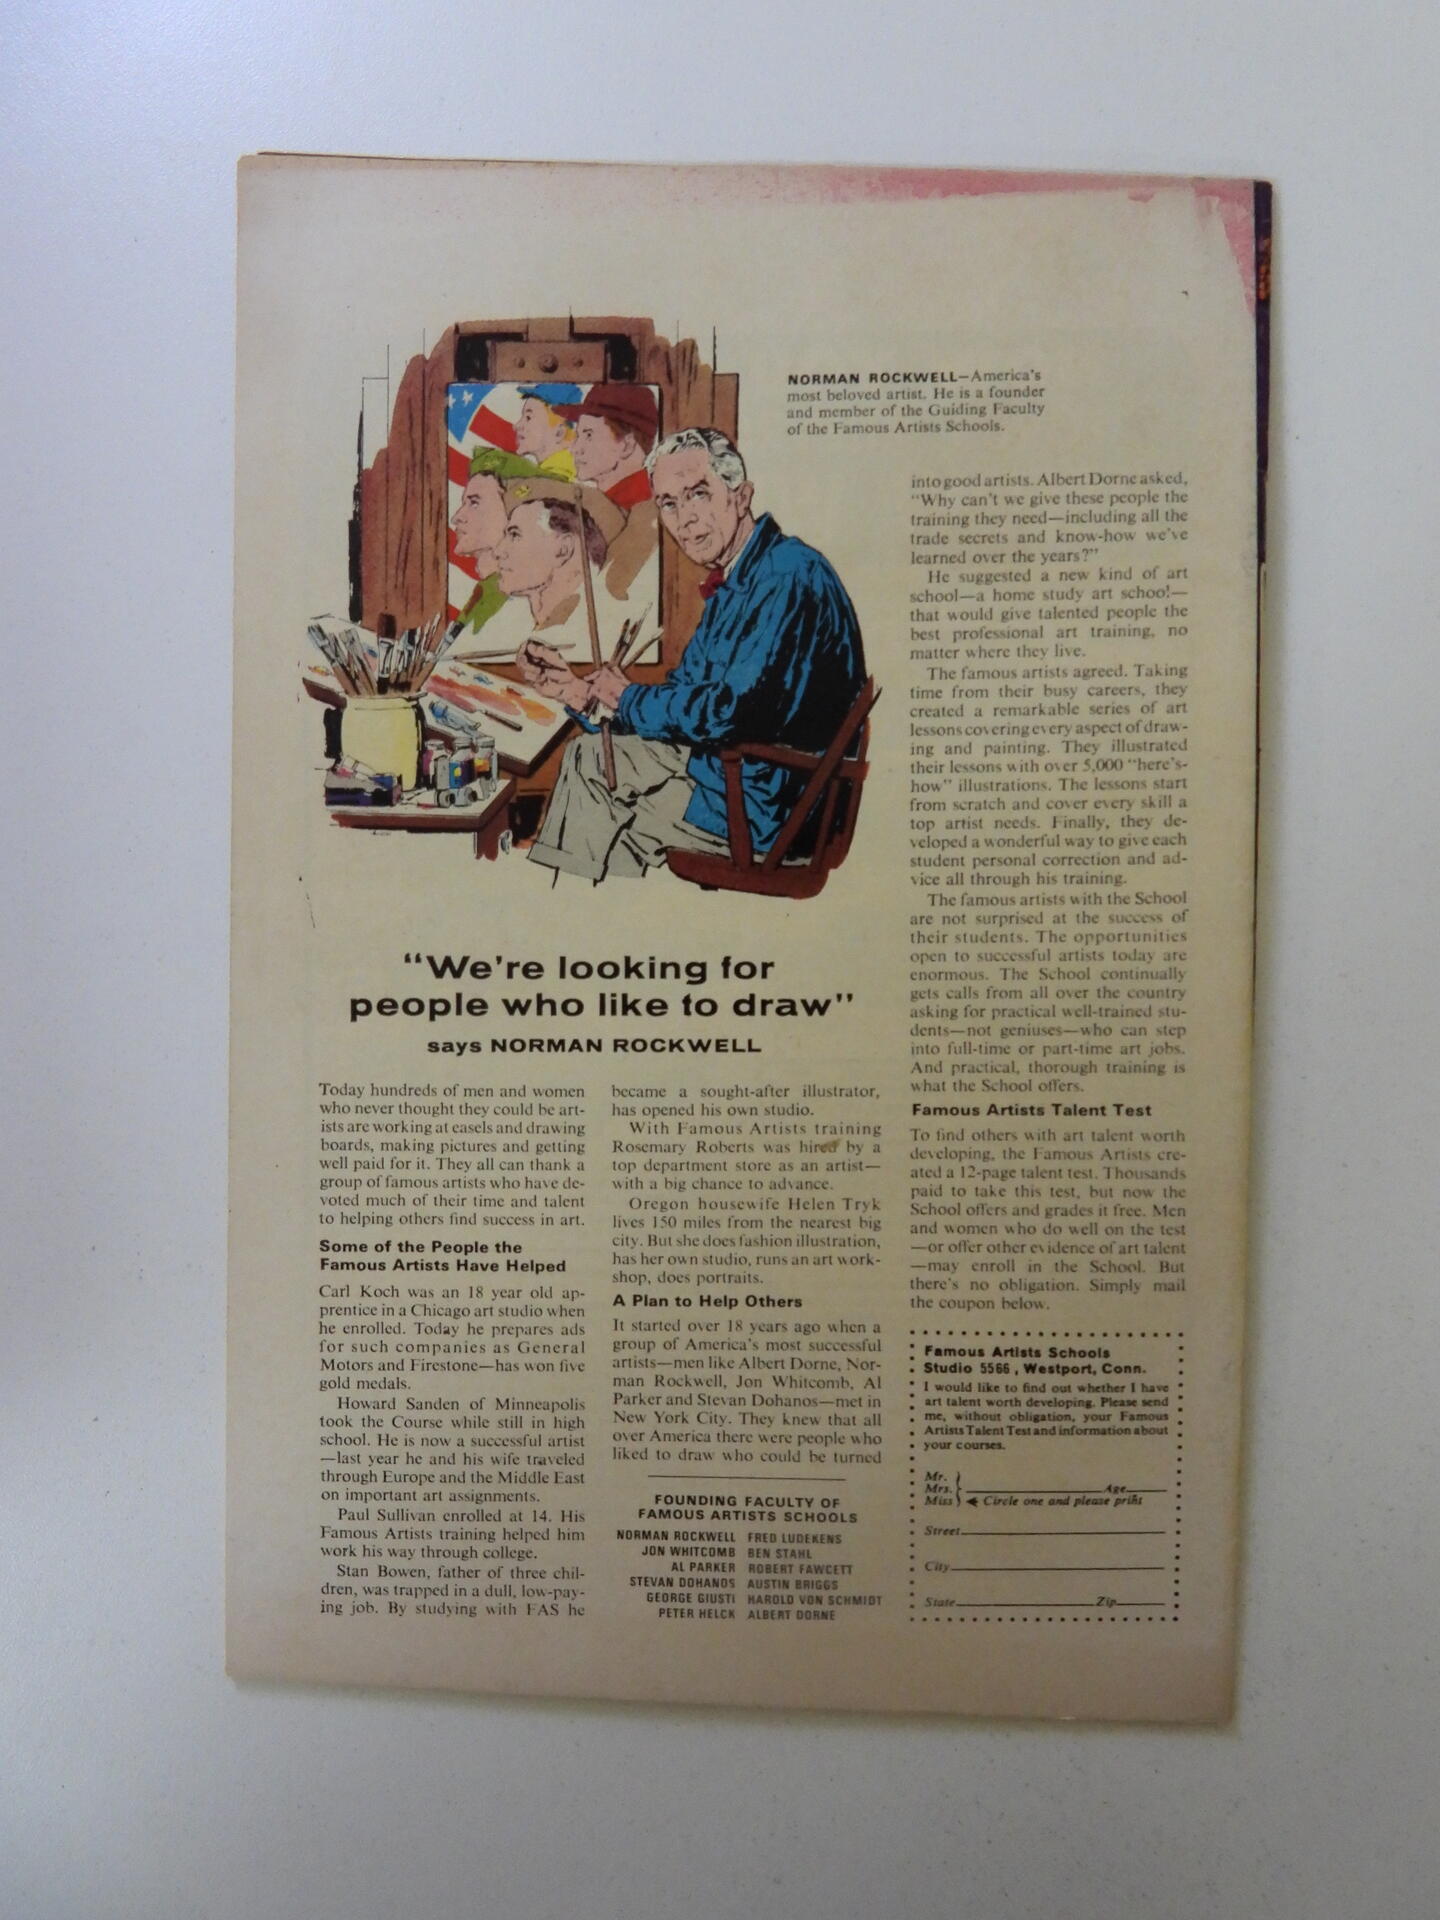 NORMAN ROCKWELL—America's
most beloved artist. He is a founder
and member of the Guiding Faculty
of the Famous Artists Schools.
"We're looking for
people who like to draw"
says NORMAN ROCKWELL
Today hundreds of men and women
who never thought they could be art-
ists are working at easels and drawing
boards, making pictures and getting
well paid for it. They all can thank a
group of famous artists who have de-
voted much of their time and talent
to helping others find success in art.
Some of the People the
Famous Artists Have Helped
Carl Koch was an 18 year old ap-
prentice in a Chicago art studio when
he enrolled. Today he prepares ads
for such companies as General
Motors and Firestone—has won five
gold medals.
Howard Sanden of Minneapolis
took the Course while still in high
school. He is now a successful artist
—last year he and his wife traveled
through Europe and the Middle East
on important art assignments.
Paul Sullivan enrolled at 14. His
Famous Artists training helped him
work his way through college.
Stan Bowen, father of three chil-
dren, was trapped in a dull, low-pay-
ing job. By studying with FAS he
became a sought-after illustrator,
has opened his own studio.
With Famous Artists training
Rosemary Roberts was hired by a
top department store as an artist—
with a big chance to advance.
Oregon housewife Helen Tryk
lives 150 miles from the nearest big
city. But she does fashion illustration,
has her own studio, runs an art work-
shop, does portraits.
A Plan to Help Others
It started over 18 years ago when a
group of America's most successful
artists—men like Albert Dorne, Nor-
man Rockwell, Jon Whitcomb, Al
Parker and Stevan Dohanos—met in
New York City. They knew that all
over America there were people who
liked to draw who could be turned
FOUNDING FACULTY OF
FAMOUS ARTISTS SCHOOLS
NORMAN ROCKWELL FRED LUDEKENS
JON WHITCOMB BEN STAHL
AL PARKER ROBERT FAWCETT
STEVAN DOHANOS AUSTIN BRIGGS
GEORGE GIUSTI HAROLD VON SCHMIDT
PETER HELCK ALBERT DORNE
into good artists. Albert Dorne asked,
"Why can't we give these people the
training they need—including all the
trade secrets and know-how we've
learned over the years?"
He suggested a new kind of art
school—a home study art school—
that would give talented people the
best professional art training, no
matter where they live.
The famous artists agreed. Taking
time from their busy careers, they
created a remarkable series of art
lessons covering every aspect of draw-
ing and painting. They illustrated
their lessons with over 5,000 "here's-
how" illustrations. The lessons start
from scratch and cover every skill a
top artist needs. Finally, they de-
veloped a wonderful way to give each
student personal correction and ad-
vice all through his training.
The famous artists with the School
are not surprised at the success of
their students. The opportunities
open to successful artists today are
enormous. The School continually
gets calls from all over the country
asking for practical well-trained stu-
dents—not geniuses—who can step
into full-time or part-time art jobs.
And practical, thorough training is
what the School offers.
Famous Artists Talent Test
To find others with art talent worth
developing, the Famous Artists cre-
ated a 12-page talent test. Thousands
paid to take this test, but now the
School offers and grades it free. Men
and women who do well on the test
—or offer other evidence of art talent
—may enroll in the School. But
there's no obligation. Simply mail
the coupon below.
Famous Artists Schools
Studio 5566, Westport, Conn.
I would like to find out whether I have
art talent worth developing. Please send
me, without obligation, your Famous
Artists Talent Test and information about
your courses.
Mr.
Mrs. Age
Miss Circle one and please print
Street
City
State Zip